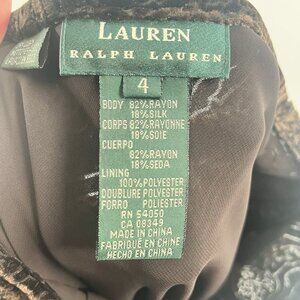 LAUREN
RALPH LAUREN
4
BODY 82%RAYON
18%SILK
CORPS 82%RAYONNE
18%SOIE
CUERPO
82%RAYON
18%SEDA
LINING
100%POLYESTER
DOUBLURE POLYESTER
FORRO POLIESTER
RN 54050
CA 08349
MADE IN CHINA
FABRIQUÉ EN CHINE
HECHO EN CHINA